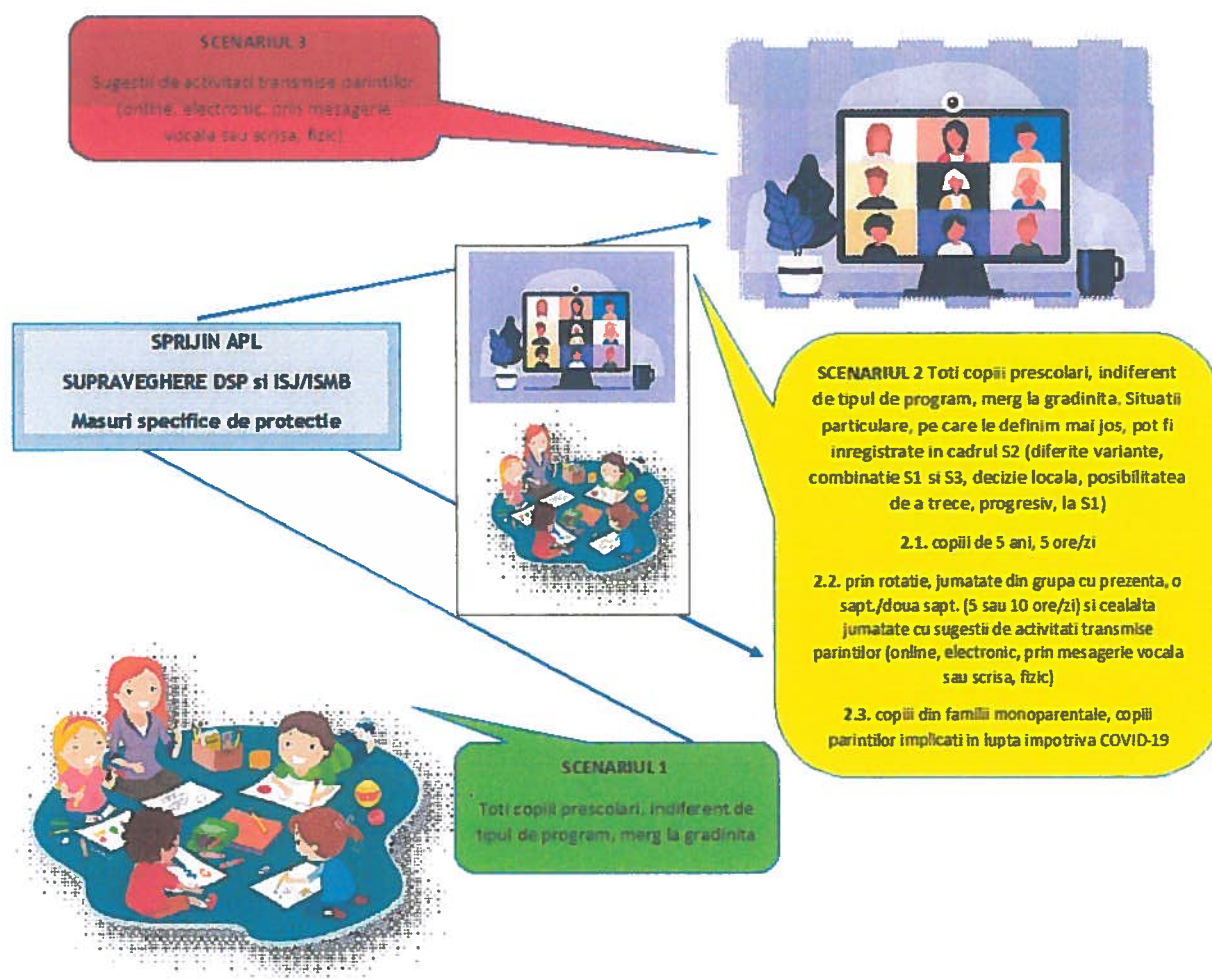 SCENARIUL 3
Sugestii de activitati transmise parintilor
(online, electronic, prin mesagerie
vocala sau scrisa, fizic)
SPRIJIN APL
SUPRAVEGHERE DSP si ISJ/ISMB
Masuri specifice de protectie
SCENARIUL 2 Toti copiii prescolari, indiferent
de tipul de program, merg la gradinita. Situatii
particulare, pe care le definim mai jos, pot fi
inregistrate in cadrul S2 (diferite variante,
combinatie S1 si S3, decizie locala, posibilitatea
de a trece, progresiv, la S1)
2.1. copiii de 5 ani, 5 ore/zi
2.2. prin rotatie, jumatate din grupa cu prezenta, o
sapt./doua sapt. (5 sau 10 ore/zi) si cealalta
jumatate cu sugestii de activitati transmise
parintilor (online, electronic, prin mesagerie vocala
sau scrisa, fizic)
2.3. copiii din familii monoparentale, copiii
parintilor implicati in lupta impotriva COVID-19
SCENARIUL 1
Toti copiii prescolari, indiferent de
tipul de program, merg la gradinita